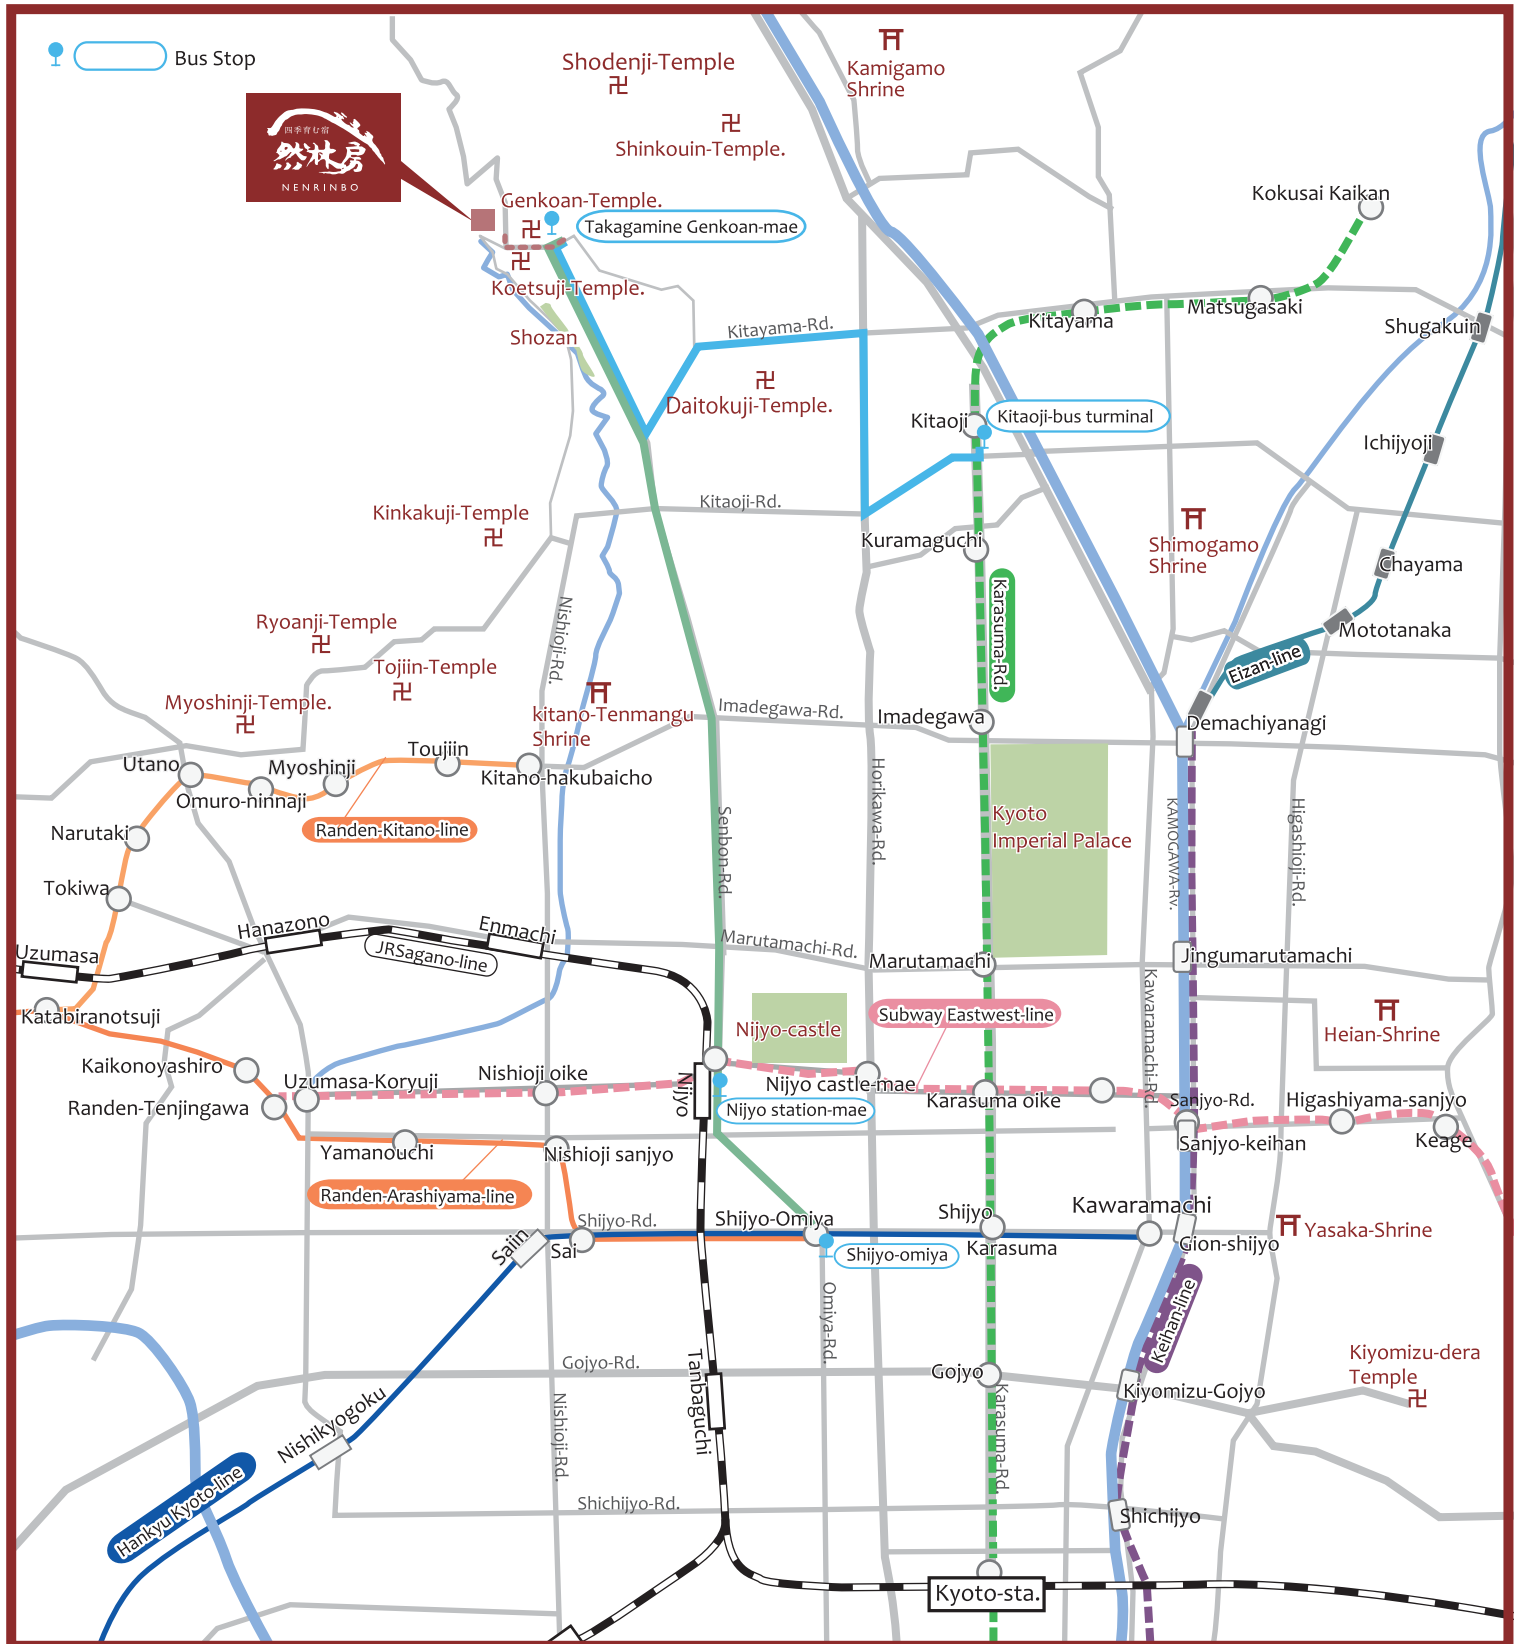 Bus Stop
四季育む宿
然林房
NENRINBO
Shodenji-Temple
Shinkouin-Temple.
Kamigamo
Shrine
Genkoan-Temple.
Takagamine Genkoan-mae
Koetsuji-Temple.
Shozan
Kokusai Kaikan
Matsugasaki
Kitayama
Kitayama-Rd.
Shugakuin
Daitokuji-Temple.
Kitaoji
Kitaoji-bus turminal
Ichijyoji
Kitaoji-Rd.
Kinkakuji-Temple
Kuramaguchi
Shimogamo
Shrine
Chayama
Karasuma-Rd.
Nishioji-Rd.
Ryoanji-Temple
Mototanaka
Eizan-line
Tojiin-Temple
Myoshinji-Temple.
kitano-Tenmangu
Shrine
Imadegawa-Rd.
Imadegawa
Demachiyanagi
Utano
Myoshinji
Toujiin
Kitano-hakubaicho
Omuro-ninnaji
Randen-Kitano-line
Narutaki
Senbon-Rd.
Horikawa-Rd.
Kyoto
Imperial Palace
KAMOGAWA-Rv.
Higashioji-Rd.
Tokiwa
Hanazono
Enmachi
JRSagano-line
Uzumasa
Marutamachi-Rd.
Marutamachi
Jingumarutamachi
Kawaramachi-Rd.
Katabiranotsuji
Nijyo-castle
Subway Eastwest-line
Heian-Shrine
Kaikonoyashiro
Uzumasa-Koryuji
Nishioji oike
Nijyo
Nijyo castle-mae
Karasuma oike
Sanjyo-Rd.
Higashiyama-sanjyo
Randen-Tenjingawa
Nijyo station-mae
Sanjyo-keihan
Keage
Yamanouchi
Nishioji sanjyo
Randen-Arashiyama-line
Shijyo-Rd.
Shijyo-Omiya
Shijyo
Karasuma
Kawaramachi
Gion-shijyo
Yasaka-Shrine
Saiin
Sai
Shijyo-omiya
Omiya-Rd.
Keihan-line
Gojyo-Rd.
Tanbaguchi
Gojyo
Kiyomizu-Gojyo
Kiyomizu-dera
Temple
Nishikyogoku
Nishioji-Rd.
Karasuma-Rd.
Hankyu Kyoto-line
Shichijyo-Rd.
Shichijyo
Kyoto-sta.